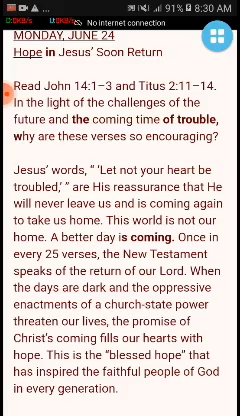 91% 8:30 AM
O:0KB/s U:0KB/s No internet connection
MONDAY, JUNE 24
Hope in Jesus’ Soon Return
Read John 14:1–3 and Titus 2:11–14.
In the light of the challenges of the
future and the coming time of trouble,
why are these verses so encouraging?
Jesus’ words, “ ‘Let not your heart be
troubled,’ ” are His reassurance that He
will never leave us and is coming again
to take us home. This world is not our
home. A better day is coming. Once in
every 25 verses, the New Testament
speaks of the return of our Lord. When
the days are dark and the oppressive
enactments of a church-state power
threaten our lives, the promise of
Christ’s coming fills our hearts with
hope. This is the “blessed hope” that
has inspired the faithful people of God
in every generation.